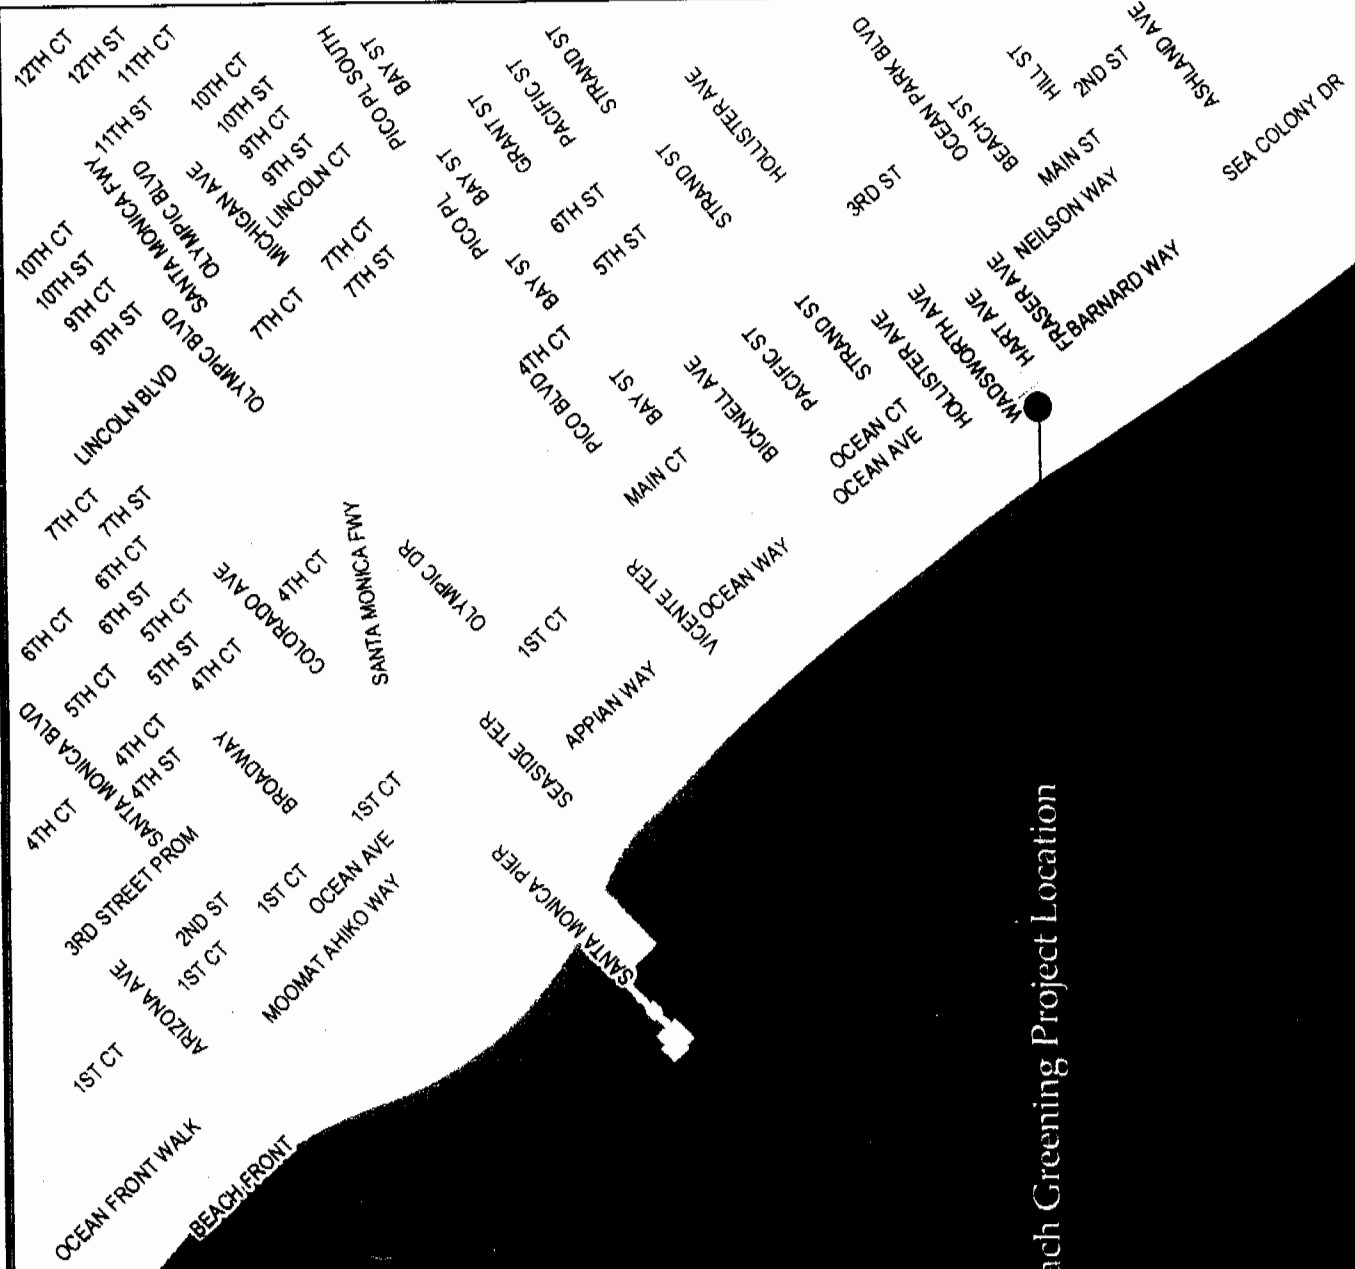 12TH CT
12TH ST
11TH CT
11TH ST
10TH CT
10TH ST
9TH CT
9TH ST
LINCOLN CT
PICO PL SOUTH
BAY ST
STRAND ST
PACIFIC ST
GRANT ST
BAY ST
PICO PL
HOLLISTER AVE
STRAND ST
OCEAN PARK BLVD
HILL ST
2ND ST
ASHLAND AVE
BEACH ST
MAIN ST
SEA COLONY DR
3RD ST
NEILSON WAY
SANTA MONICA FWY
OLYMPIC BLVD
MICHIGAN AVE
10TH CT
10TH ST
9TH CT
9TH ST
7TH CT
7TH ST
7TH CT
OLYMPIC BLVD
LINCOLN BLVD
6TH ST
5TH ST
BAY ST
4TH CT
PICO BLVD
BAY ST
BICKNELL AVE
PACIFIC ST
STRAND ST
HOLLISTER AVE
WADSWORTH AVE
HART AVE
FRASER AVE
BARNARD WAY
OCEAN CT
OCEAN AVE
MAIN CT
7TH CT
7TH ST
6TH CT
6TH ST
5TH CT
5TH ST
4TH CT
6TH CT
5TH CT
4TH CT
4TH ST
4TH CT
COLORADO AVE
4TH CT
SANTA MONICA FWY
OLYMPIC DR
1ST CT
VICENTE TER
OCEAN WAY
APPIAN WAY
SEASIDE TER
SANTA MONICA BLVD
BROADWAY
3RD STREET PROM
1ST CT
OCEAN AVE
1ST CT
2ND ST
1ST CT
MOOMAT AHIKO WAY
ARIZONA AVE
1ST CT
SANTA MONICA PIER
OCEAN FRONT WALK
BEACH FRONT
ach Greening Project Location